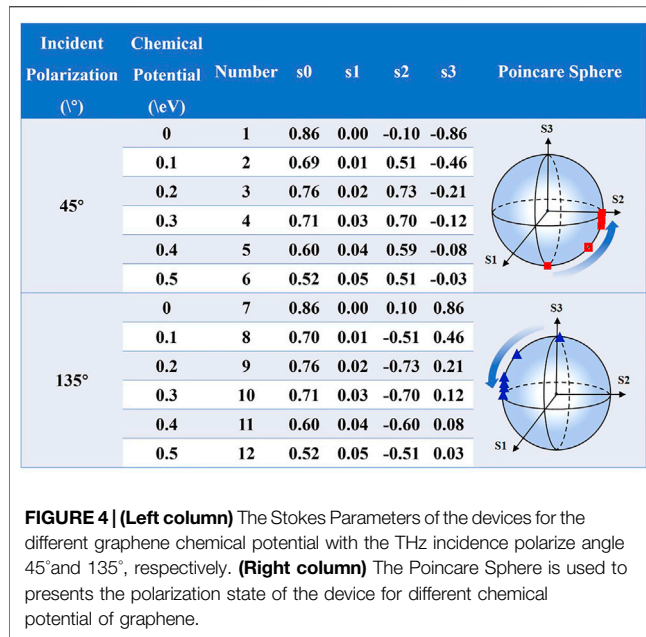 Incident Chemical
Polarization Potential Number s0 s1 s2 s3 Poincare Sphere
(\°) (\eV)
45°
0 1 0.86 0.00 -0.10 -0.86
0.1 2 0.69 0.01 0.51 -0.46
0.2 3 0.76 0.02 0.73 -0.21
0.3 4 0.71 0.03 0.70 -0.12
0.4 5 0.60 0.04 0.59 -0.08
0.5 6 0.52 0.05 0.51 -0.03
S3
S2
S1
135°
0 7 0.86 0.00 0.10 0.86
0.1 8 0.70 0.01 -0.51 0.46
0.2 9 0.76 0.02 -0.73 0.21
0.3 10 0.71 0.03 -0.70 0.12
0.4 11 0.60 0.04 -0.60 0.08
0.5 12 0.52 0.05 -0.51 0.03
S3
S2
S1
FIGURE 4 | (Left column) The Stokes Parameters of the devices for the
different graphene chemical potential with the THz incidence polarize angle
45°and 135°, respectively. (Right column) The Poincare Sphere is used to
presents the polarization state of the device for different chemical
potential of graphene.